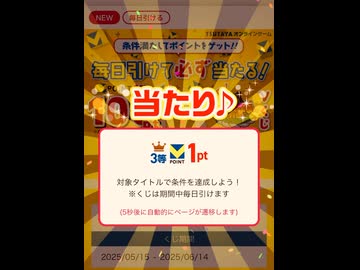 NEW 毎日引ける
TSUTAYA オンラインゲーム
条件満たしてポイントをゲット!!
毎日引けて必ず当たる!
当たり♪
3等 V POINT 1pt
対象タイトルで条件を達成しよう!
※くじは期間中毎日引けます
(5秒後に自動的にページが遷移します)
くじ期間
2025/05/15 ~ 2025/06/14